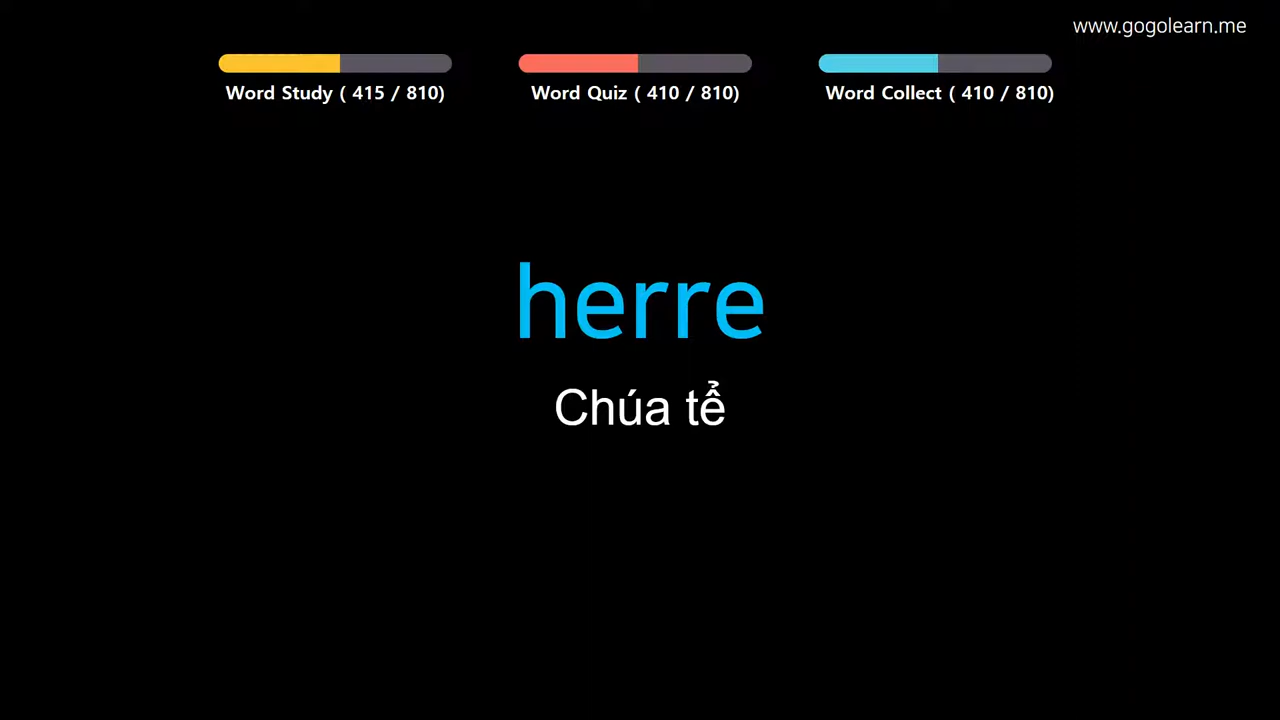 www.gogolearn.me
Word Study ( 415 / 810)
Word Quiz ( 410 / 810)
Word Collect ( 410 / 810)
herre
Chúa tể